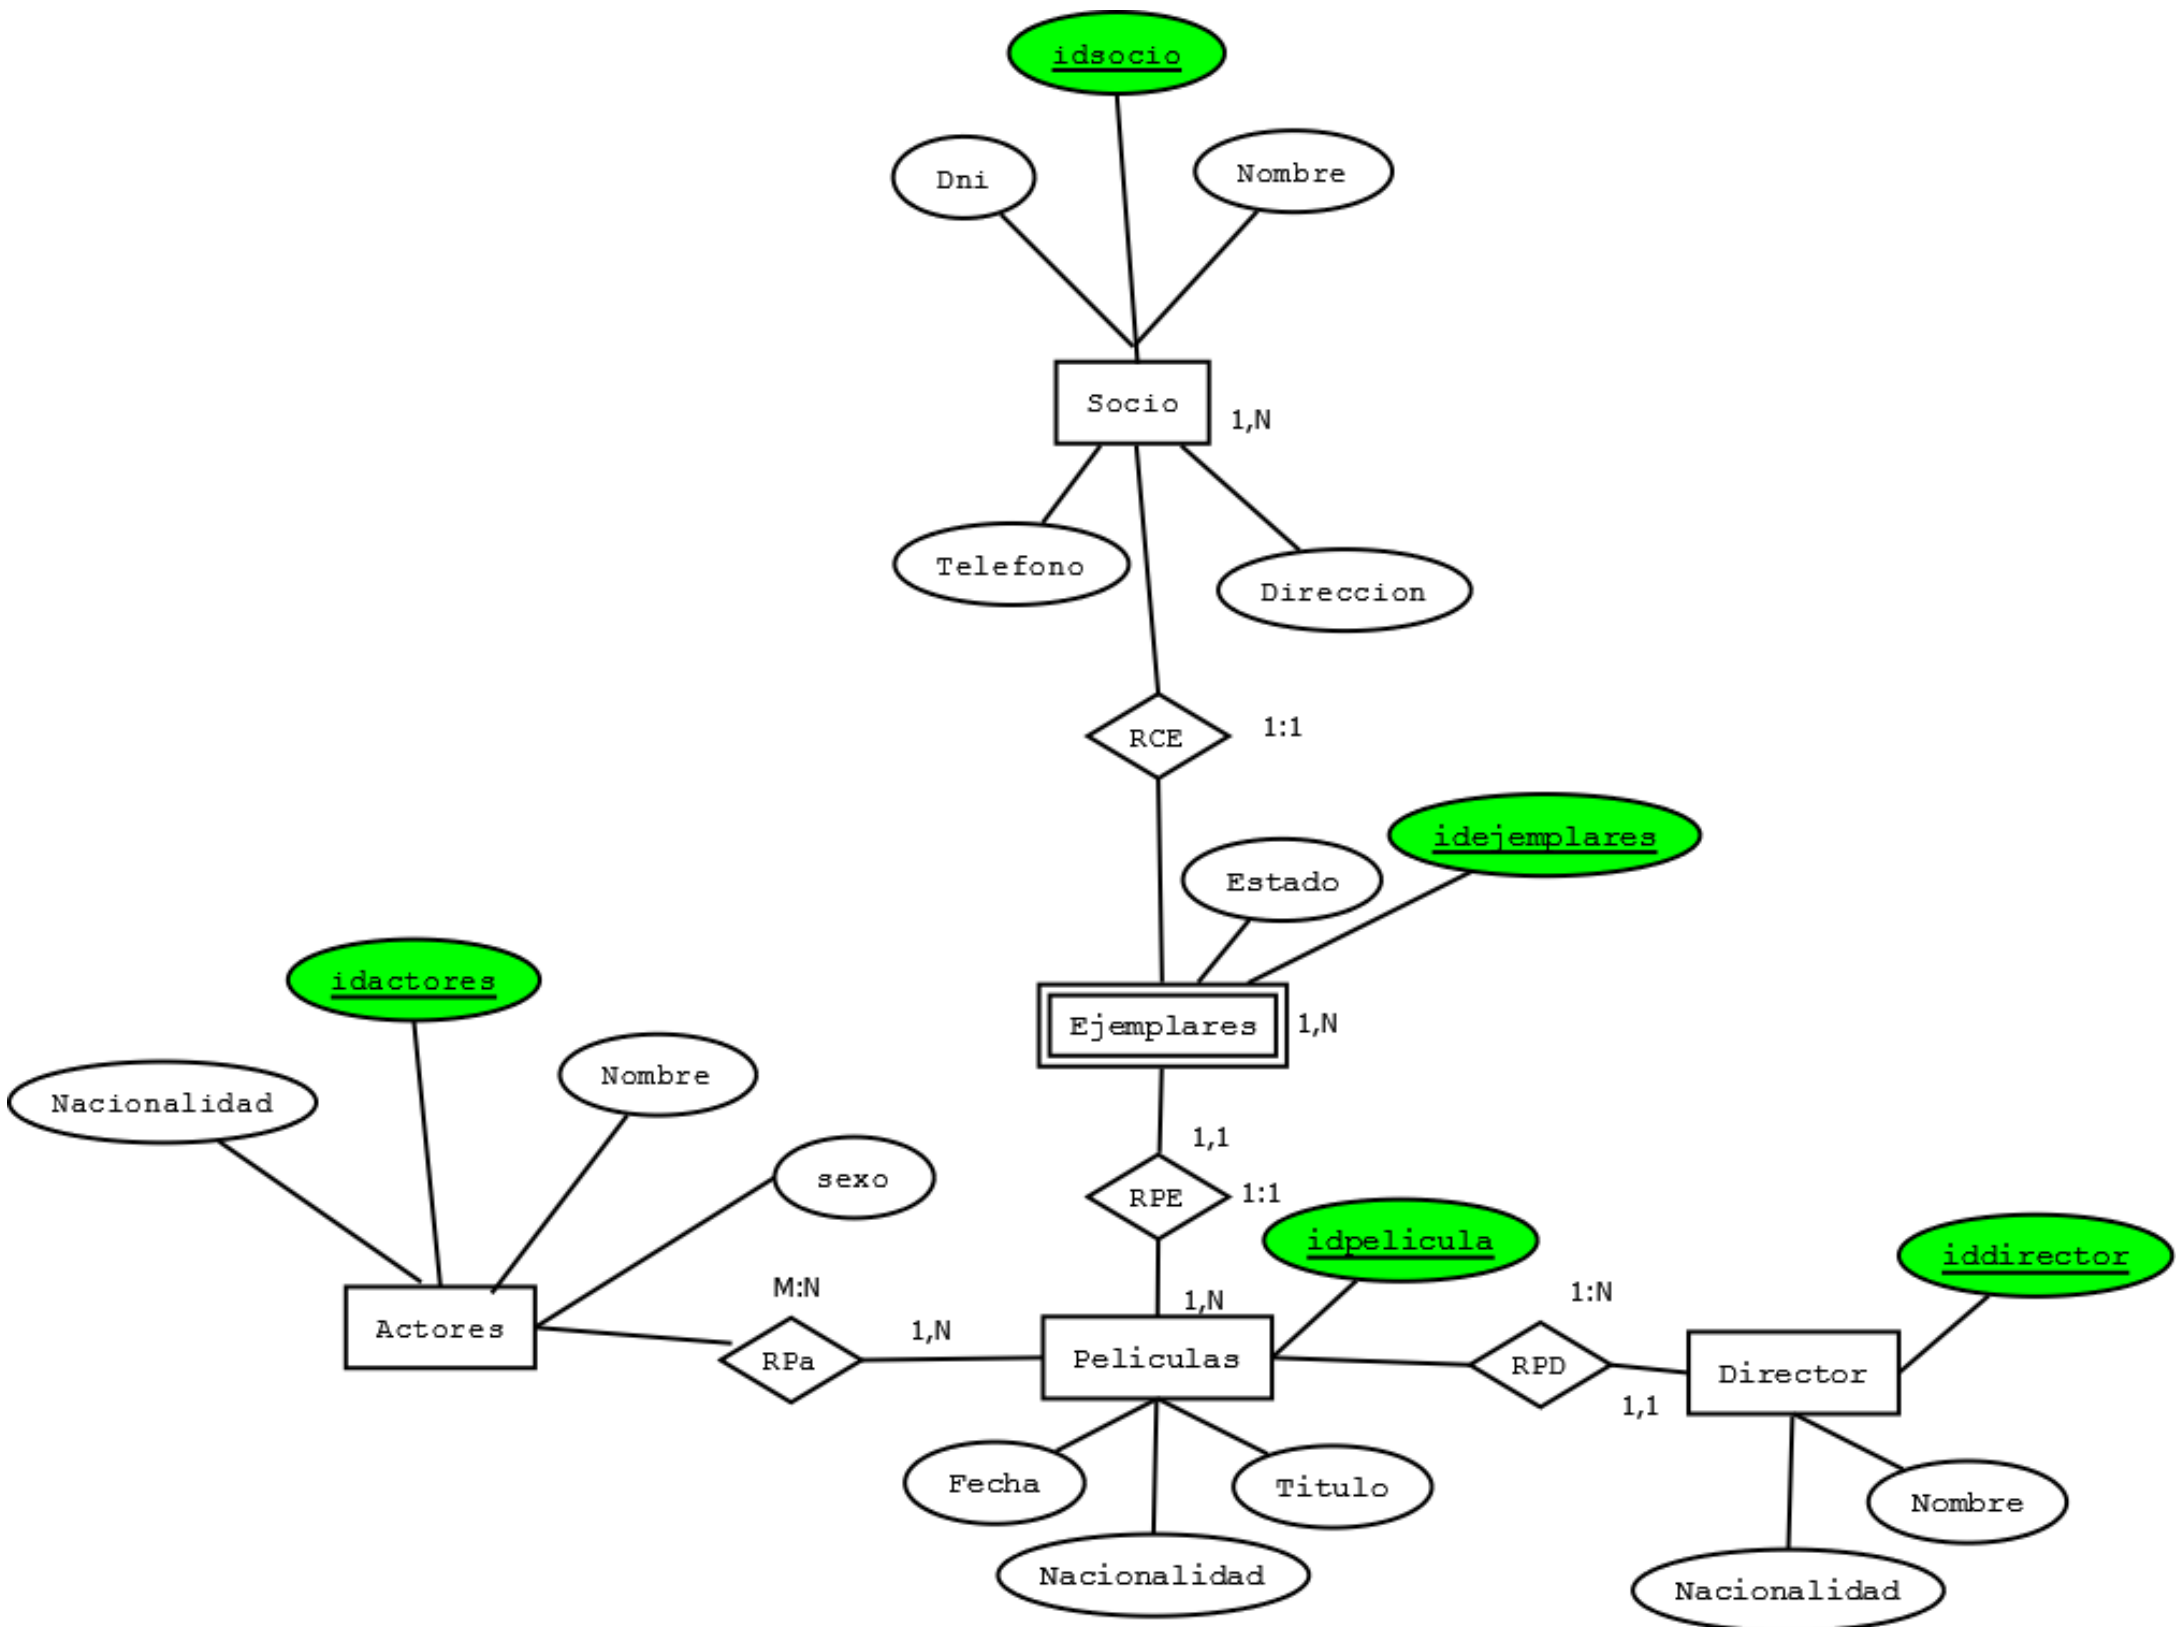 idsocio
Dni
Nombre
Socio
1,N
Telefono
Direccion
RCE
1:1
idejemplares
Estado
Ejemplares
1,N
idactores
Nombre
Nacionalidad
sexo
1,1
RPE
1:1
idpelicula
iddirector
M:N
1:N
1,N
1,N
Actores
RPa
Peliculas
RPD
Director
1,1
Fecha
Titulo
Nombre
Nacionalidad
Nacionalidad